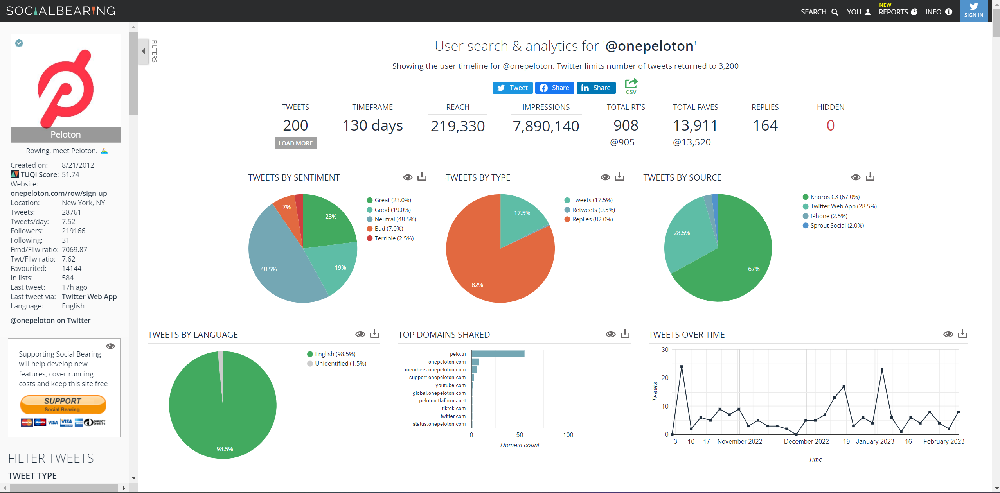 SOCIALBEARING
SEARCH
YOU
NEW
REPORTS
INFO
SIGN IN
Peloton
Rowing, meet Peloton.
Created on: 8/21/2012
TUQI Score: 51.74
Website:
onepeloton.com/row/sign-up
Location: New York, NY
Tweets: 28761
Tweets/day: 7.52
Followers: 219166
Following: 31
Frnd/Fllw ratio: 7069.87
Twt/Fllw ratio: 7.62
Favourited: 14144
In lists: 584
Last tweet: 17h ago
Last tweet via: Twitter Web App
Language: English
@onepeloton on Twitter
Supporting Social Bearing
will help develop new
features, cover running
costs and keep this site free
SUPPORT
Social Bearing
MasterCard Maestro VISA VISA DIRECT Debit
FILTER TWEETS
TWEET TYPE
FILTERS
User search & analytics for '@onepeloton'
Showing the user timeline for @onepeloton. Twitter limits number of tweets returned to 3,200
Tweet
Share
Share
CSV
TWEETS
200
LOAD MORE
TIMEFRAME
130 days
REACH
219,330
IMPRESSIONS
7,890,140
TOTAL RT'S
908
@905
TOTAL FAVES
13,911
@13,520
REPLIES
164
HIDDEN
0
TWEETS BY SENTIMENT
7%
23%
48.5%
19%
Great (23.0%)
Good (19.0%)
Neutral (48.5%)
Bad (7.0%)
Terrible (2.5%)
TWEETS BY TYPE
17.5%
82%
Tweets (17.5%)
Retweets (0.5%)
Replies (82.0%)
TWEETS BY SOURCE
28.5%
67%
Khoros CX (67.0%)
Twitter Web App (28.5%)
iPhone (2.5%)
Sprout Social (2.0%)
TWEETS BY LANGUAGE
98.5%
English (98.5%)
Unidentified (1.5%)
TOP DOMAINS SHARED
pelo.tn
onepeloton.com
members.onepeloton.com
support.onepeloton.com
youtube.com
global.onepeloton.com
peloton.tfaforms.net
tiktok.com
twitter.com
status.onepeloton.com
0 50 100
Domain count
TWEETS OVER TIME
30
20
10
0
Tweets
3 10 17 November 2022 December 2022 19 January 2023 16 February 2023
Time